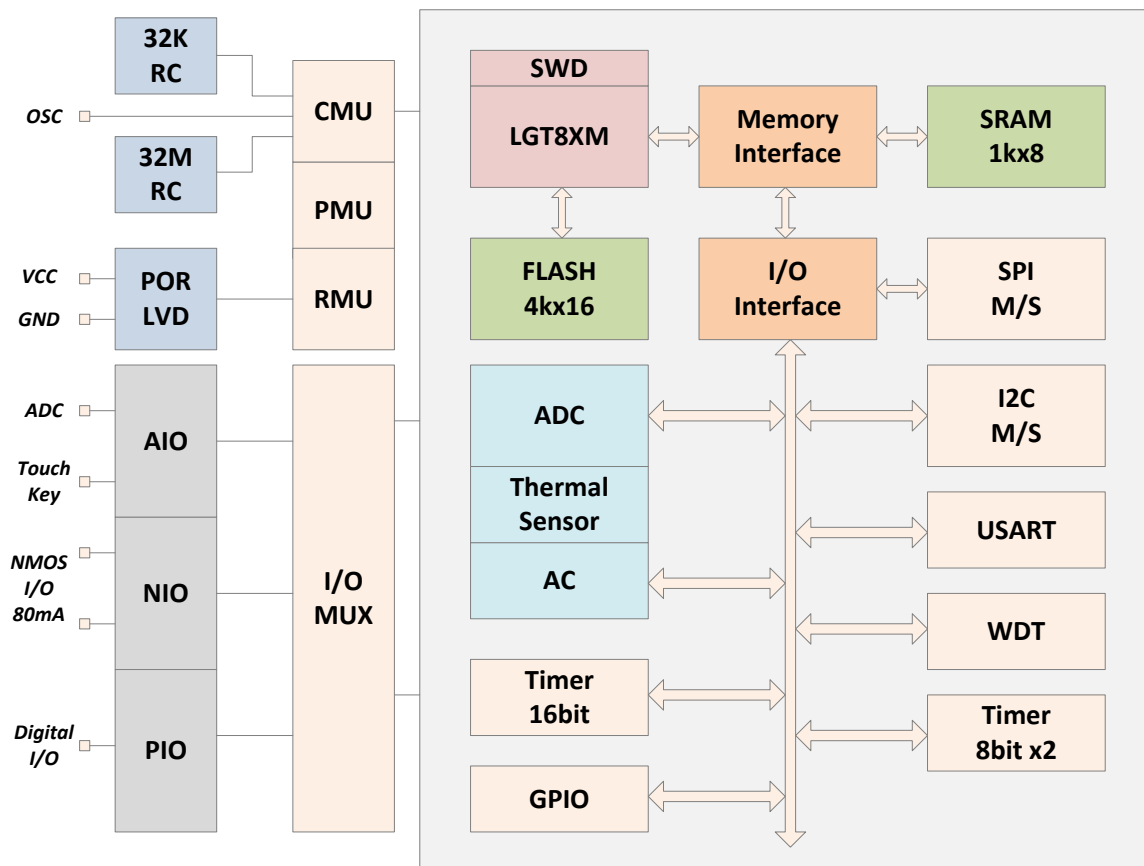 32K
RC
OSC
32M
RC
CMU
PMU
RMU
VCC
GND
POR
LVD
ADC
Touch
Key
NMOS
I/O
80mA
Digital
I/O
AIO
NIO
PIO
I/O
MUX
SWD
LGT8XM
Memory
Interface
SRAM
1kx8
FLASH
4kx16
I/O
Interface
SPI
M/S
ADC
Thermal
Sensor
AC
I2C
M/S
USART
WDT
Timer
16bit
Timer
8bit x2
GPIO